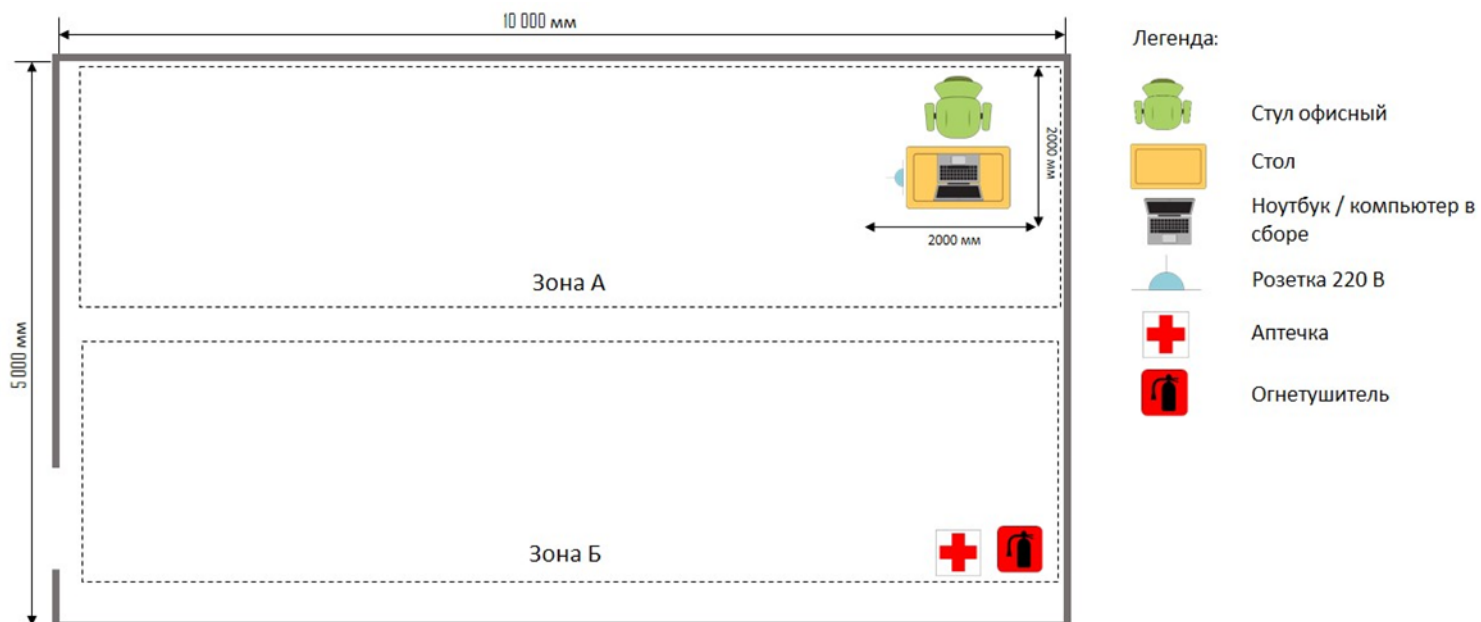 10 000 мм
Легенда:
Стул офисный
2000 мм
Стол
2000 мм
Ноутбук / компьютер в
сборе
Зона А
Розетка 220 В
5 000 мм
Аптечка
Огнетушитель
Зона Б